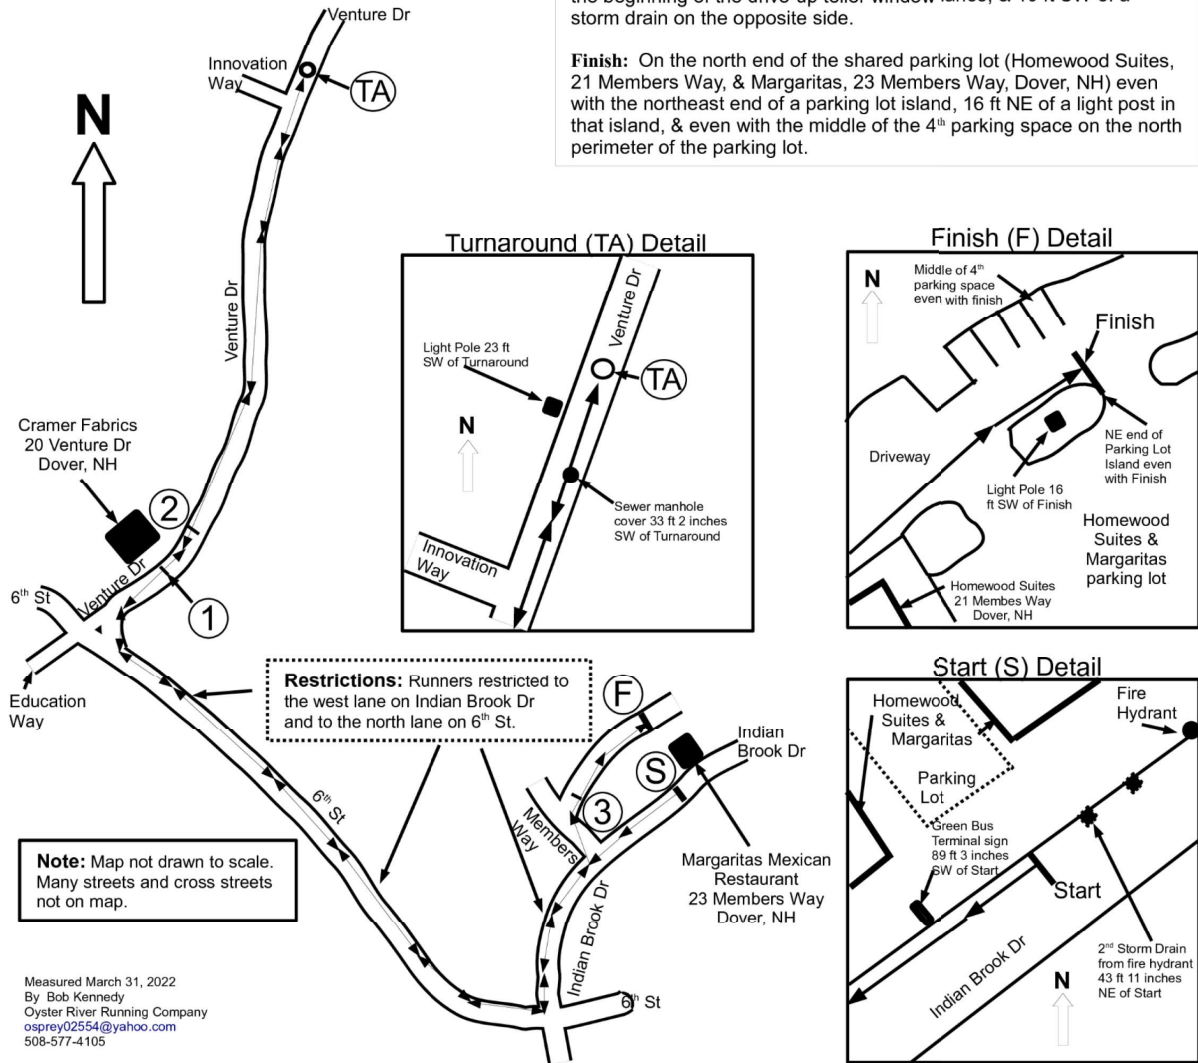 the beginning of the drive-up teller window lanes, &
storm drain on the opposite side.
Finish: On the north end of the shared parking lot (Homewood Suites,
21 Members Way, & Margaritas, 23 Members Way, Dover, NH) even
with the northeast end of a parking lot island, 16 ft NE of a light post in
that island, & even with the middle of the 4th parking space on the north
perimeter of the parking lot.
Venture Dr
Innovation
Way
TA
N
Venture Dr
Cramer Fabrics
20 Venture Dr
Dover, NH
2
Venture Dr
1
6th St
Education
Way
Turnaround (TA) Detail
Venture Dr
Light Pole 23 ft
SW of Turnaround
TA
N
Sewer manhole
cover 33 ft 2 inches
SW of Turnaround
Innovation
Way
Finish (F) Detail
N
Middle of 4th
parking space
even with finish
Finish
Driveway
NE end of
Parking Lot
Island even
with Finish
Light Pole 16
ft SW of Finish
Homewood
Suites &
Margaritas
parking lot
Homewood Suites
21 Membes Way
Dover, NH
Restrictions: Runners restricted to
the west lane on Indian Brook Dr
and to the north lane on 6th St.
F
Indian
Brook Dr
S
3
Members
Way
6th St
Margaritas Mexican
Restaurant
23 Members Way
Dover, NH
Indian Brook Dr
6th St
Note: Map not drawn to scale.
Many streets and cross streets
not on map.
Measured March 31, 2022
By Bob Kennedy
Oyster River Running Company
osprey02554@yahoo.com
508-577-4105
Start (S) Detail
Homewood
Suites &
Margaritas
Fire
Hydrant
Parking
Lot
Green Bus
Terminal sign
89 ft 3 inches
SW of Start
Start
Indian Brook Dr
2nd Storm Drain
from fire hydrant
43 ft 11 inches
NE of Start
N